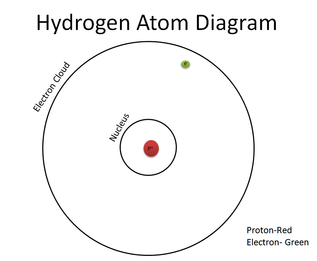 Hydrogen Atom Diagram
Electron Cloud
Nucleus
Proton-Red
Electron- Green